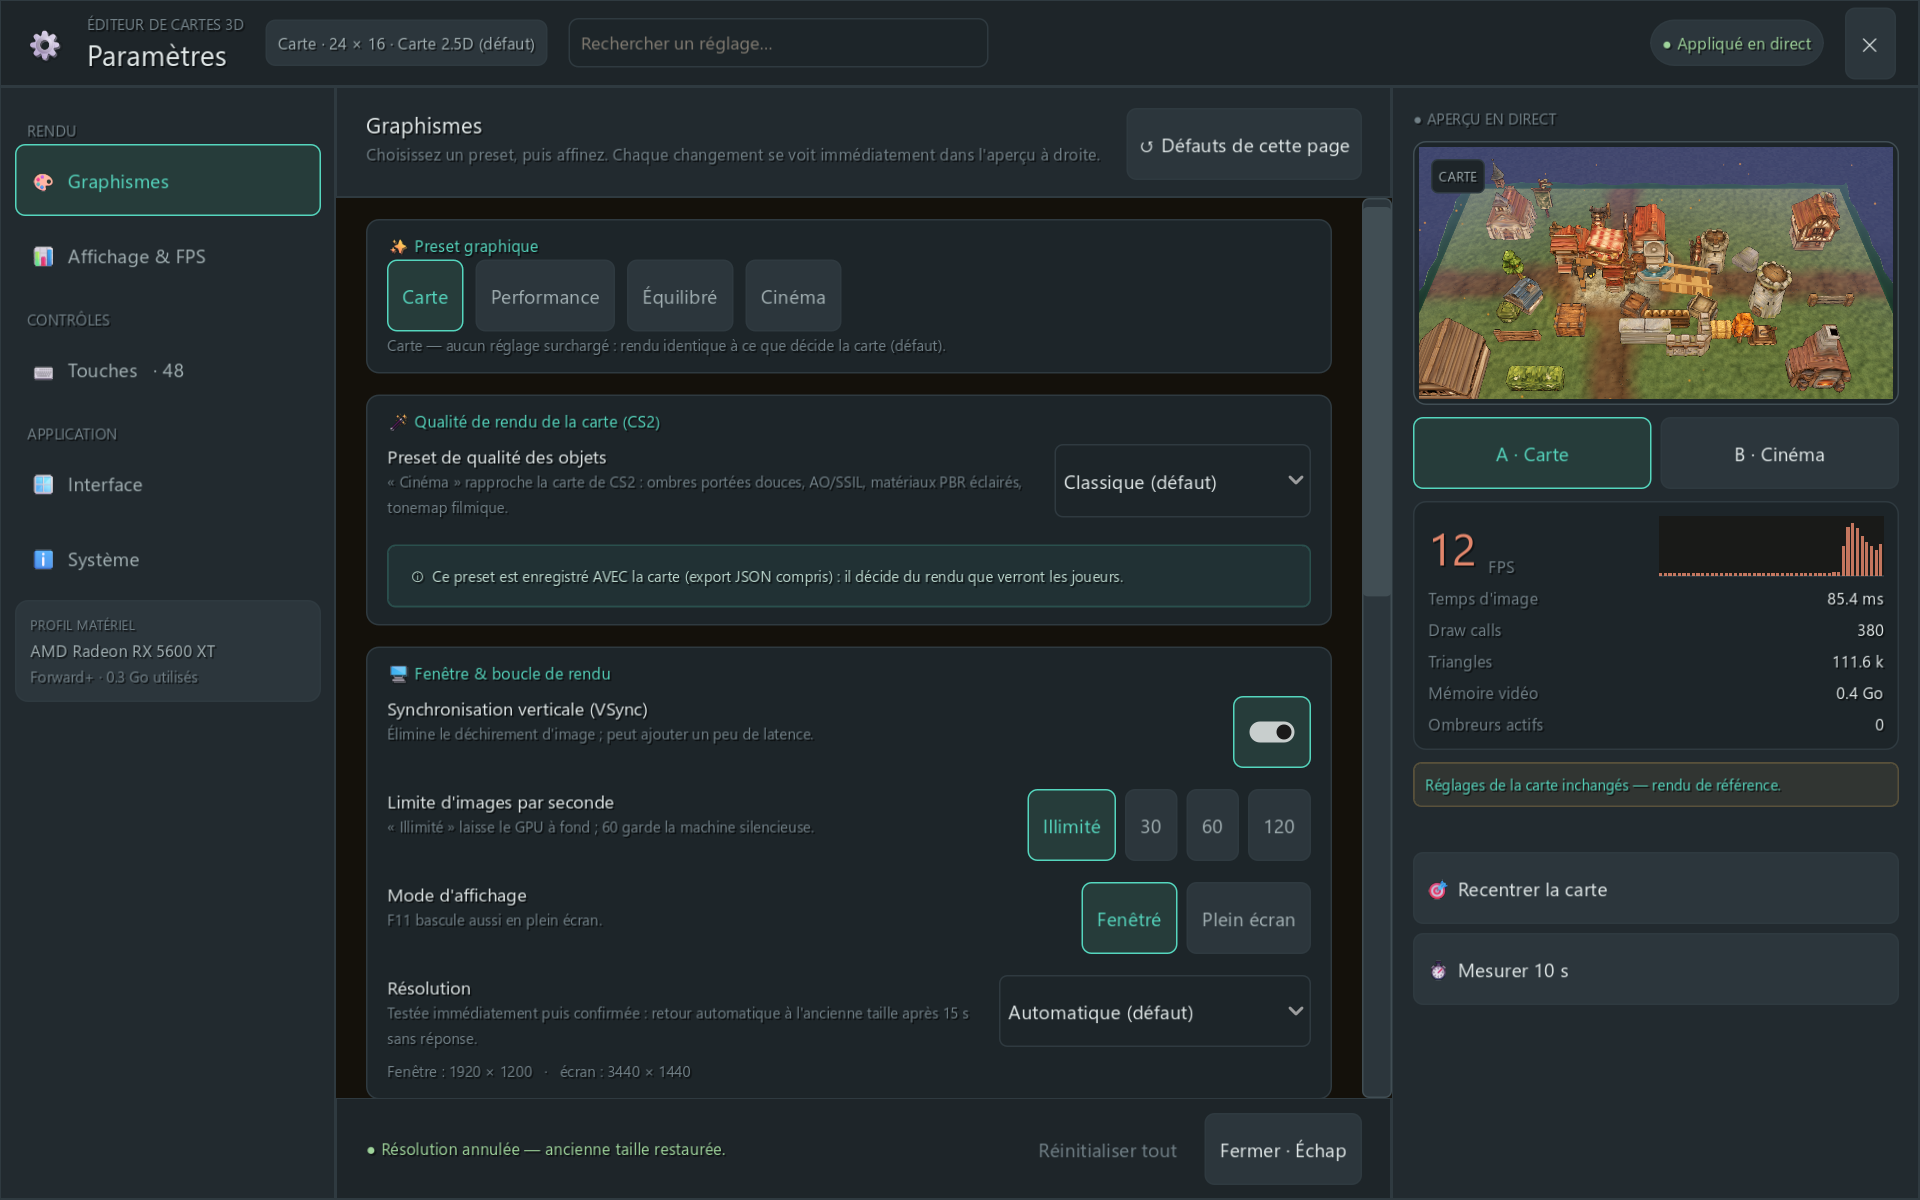 ÉDITEUR DE CARTES 3D
Paramètres
Carte · 24 × 16 · Carte 2.5D (défaut)
Rechercher un réglage...
● Appliqué en direct
RENDU
Graphismes
Affichage & FPS
CONTRÔLES
Touches · 48
APPLICATION
Interface
Système
PROFIL MATÉRIEL
AMD Radeon RX 5600 XT
Forward+ · 0.3 Go utilisés
Graphismes
Choisissez un preset, puis affinez. Chaque changement se voit immédiatement dans l'aperçu à droite.
↺ Défauts de cette page
Preset graphique
Carte
Performance
Équilibré
Cinéma
Carte — aucun réglage surchargé : rendu identique à ce que décide la carte (défaut).
Qualité de rendu de la carte (CS2)
Preset de qualité des objets
« Cinéma » rapproche la carte de CS2 : ombres portées douces, AO/SSIL, matériaux PBR éclairés,
tonemap filmique.
Classique (défaut)
ⓘ Ce preset est enregistré AVEC la carte (export JSON compris) : il décide du rendu que verront les joueurs.
Fenêtre & boucle de rendu
Synchronisation verticale (VSync)
Élimine le déchirement d'image ; peut ajouter un peu de latence.
Limite d'images par seconde
« Illimité » laisse le GPU à fond ; 60 garde la machine silencieuse.
Illimité
30
60
120
Mode d'affichage
F11 bascule aussi en plein écran.
Fenêtré
Plein écran
Résolution
Testée immédiatement puis confirmée : retour automatique à l'ancienne taille après 15 s
sans réponse.
Automatique (défaut)
Fenêtre : 1920 × 1200 · écran : 3440 × 1440
● Résolution annulée — ancienne taille restaurée.
Réinitialiser tout
Fermer · Échap
● APERÇU EN DIRECT
CARTE
A · Carte
B · Cinéma
12 FPS
Temps d'image 85.4 ms
Draw calls 380
Triangles 111.6 k
Mémoire vidéo 0.4 Go
Ombreurs actifs 0
Réglages de la carte inchangés — rendu de référence.
Recentrer la carte
Mesurer 10 s